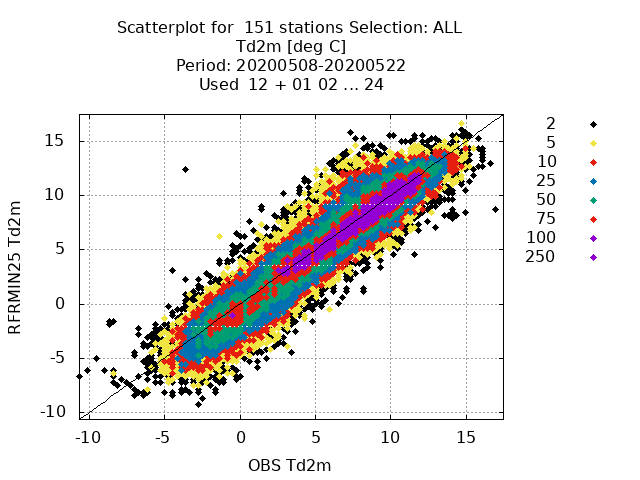 Scatterplot for  151 stations Selection: ALL
Td2m [deg C]
Period: 20200508-20200522
Used  12 + 01 02 ... 24
RFRMIN25 Td2m
15
10
5
0
-5
-10
-10 -5 0 5 10 15
OBS Td2m
2
5
10
25
50
75
100
250